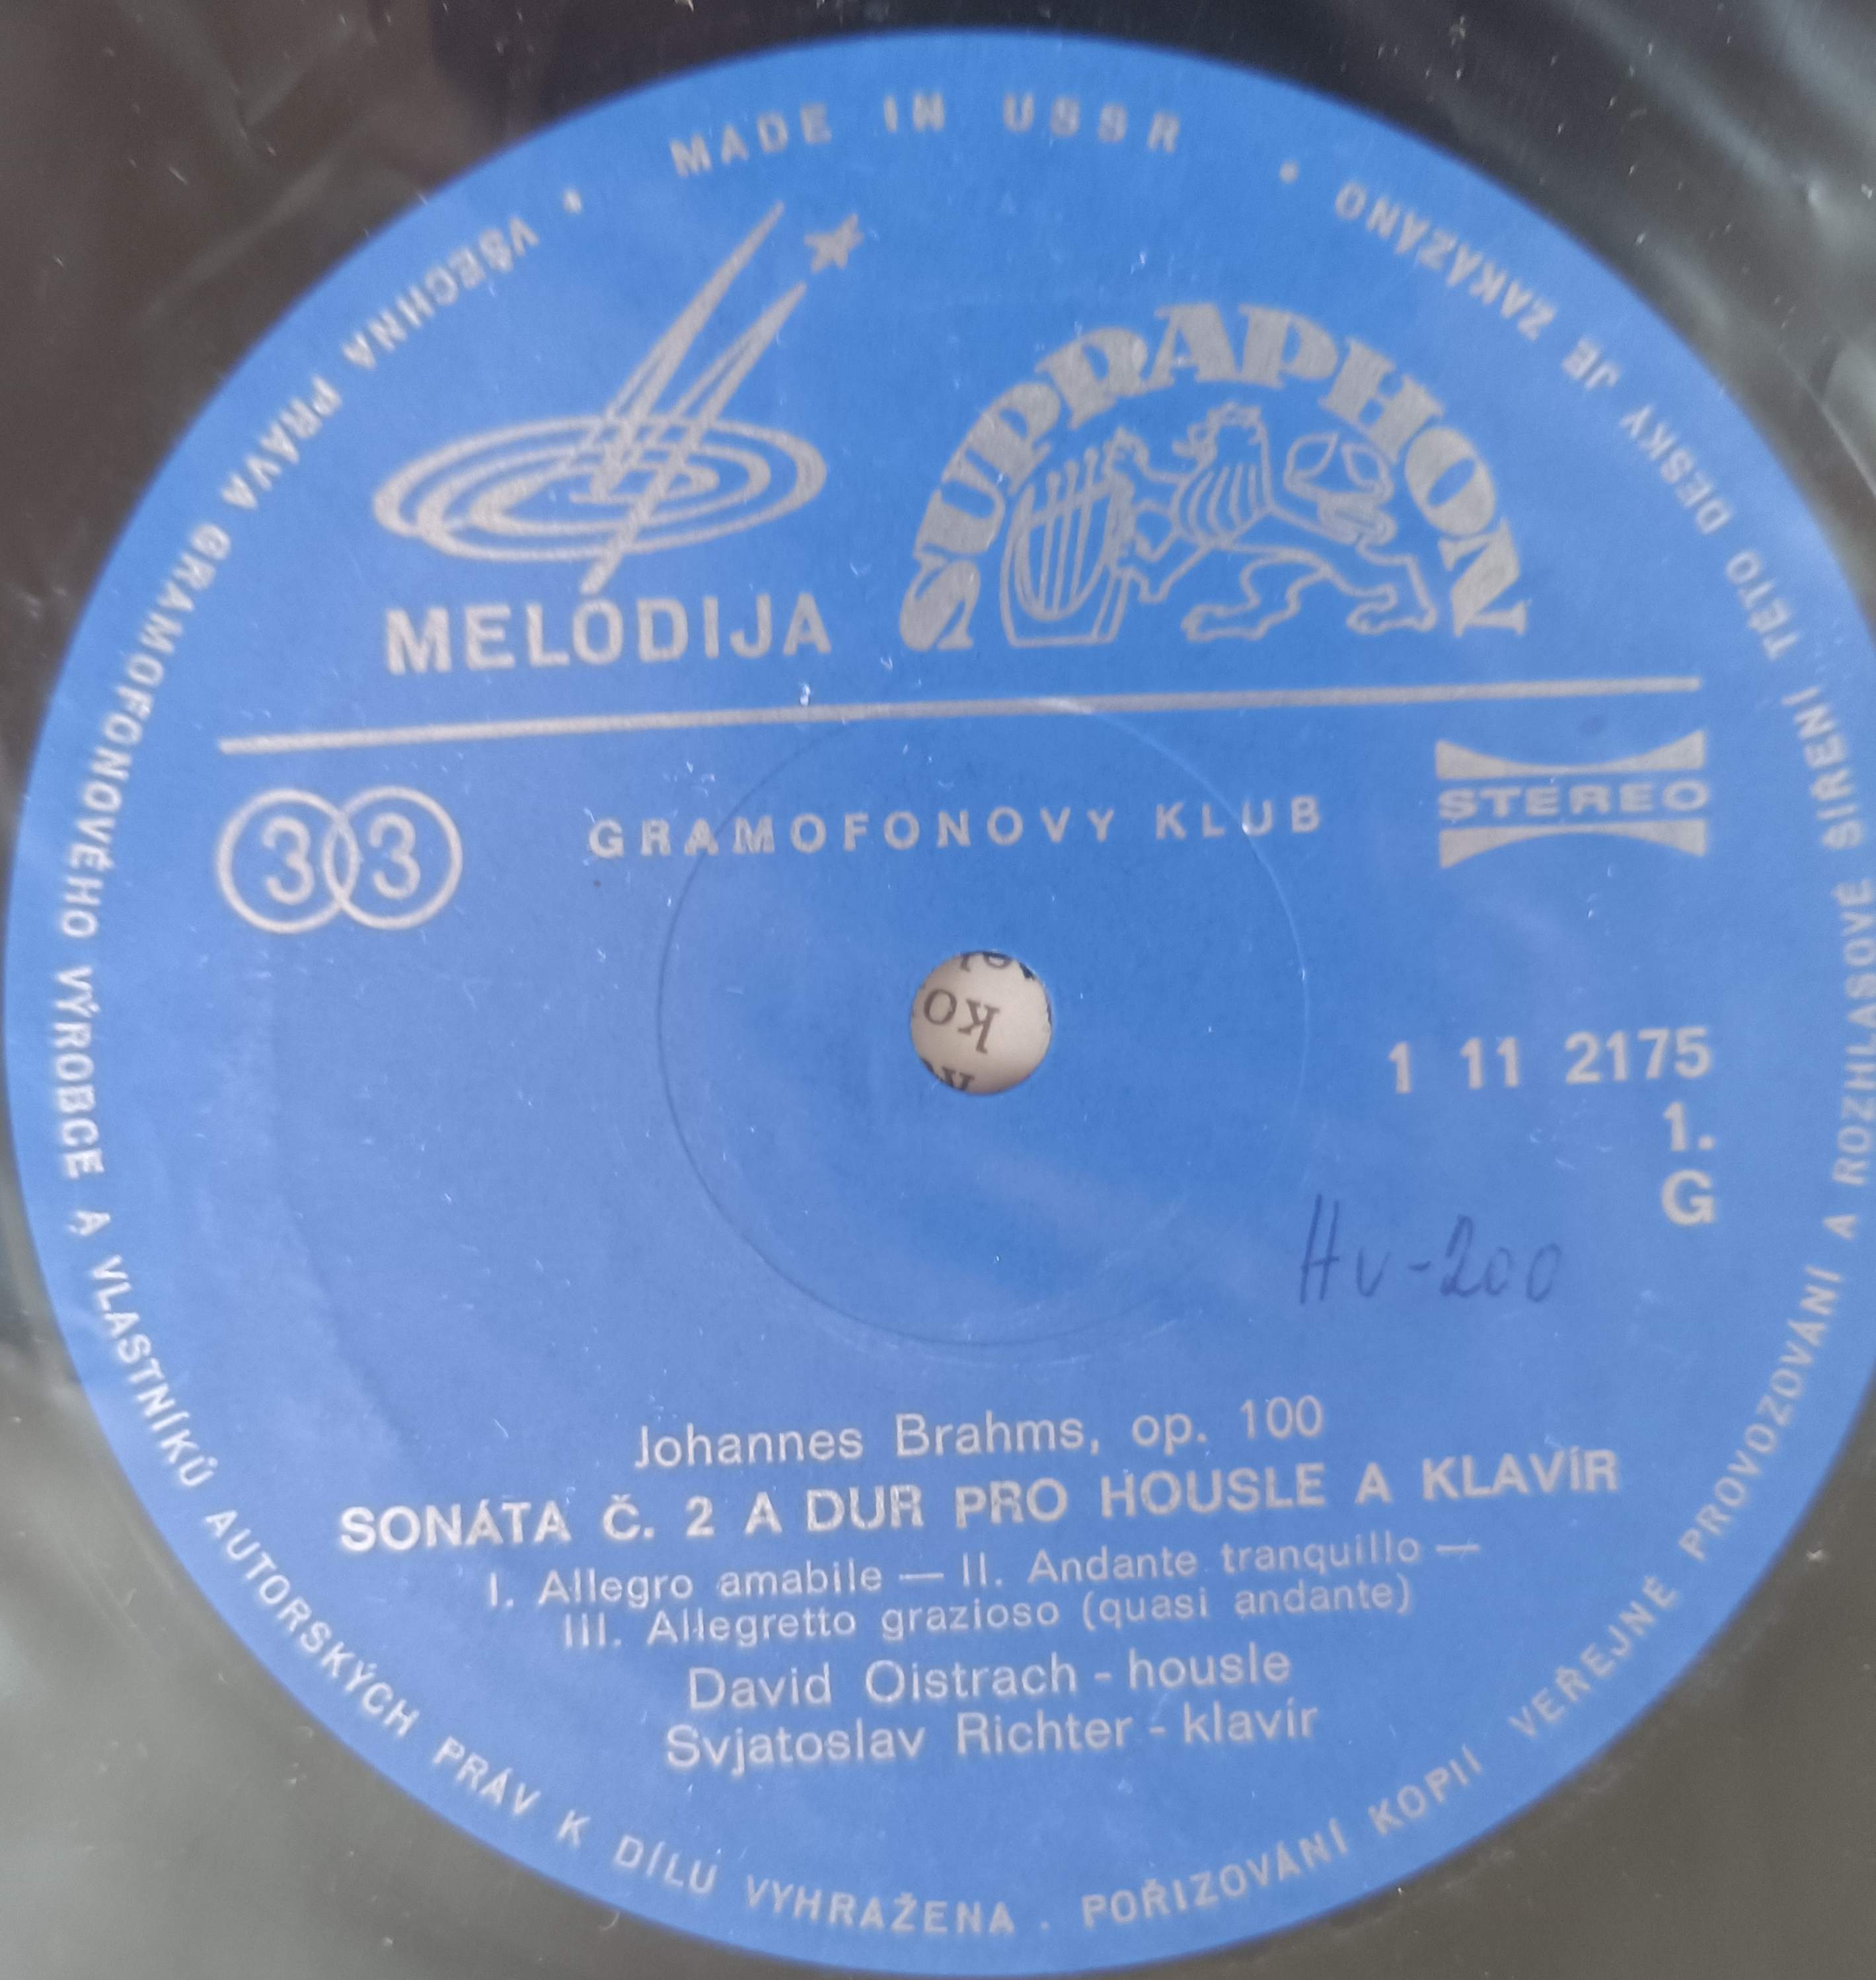 MADE IN USSR
VŠECHNA PRÁVA GRAMOFONOVÉHO VÝROBCE A VLASTNÍKŮ AUTORSKÝCH PRÁV K DÍLU VYHRAŽENA . POŘIZOVÁNÍ KOPIÍ VEŘEJNÉ PROVOZOVÁNÍ A ROZHLASOVÉ ŠÍŘENÍ TÉTO DESKY JE ZAKÁZÁNO
MELÓDIJA
SUPRAPHON
33
GRAMOFONOVY KLUB
STEREO
ко
1 11 2175
1.
G
Hv-200
Johannes Brahms, op. 100
SONÁTA Č. 2 A DUR PRO HOUSLE A KLAVÍR
I. Allegro amabile — II. Andante tranquillo —
III. Allegretto grazioso (quasi andante)
David Oistrach - housle
Svjatoslav Richter - klavír